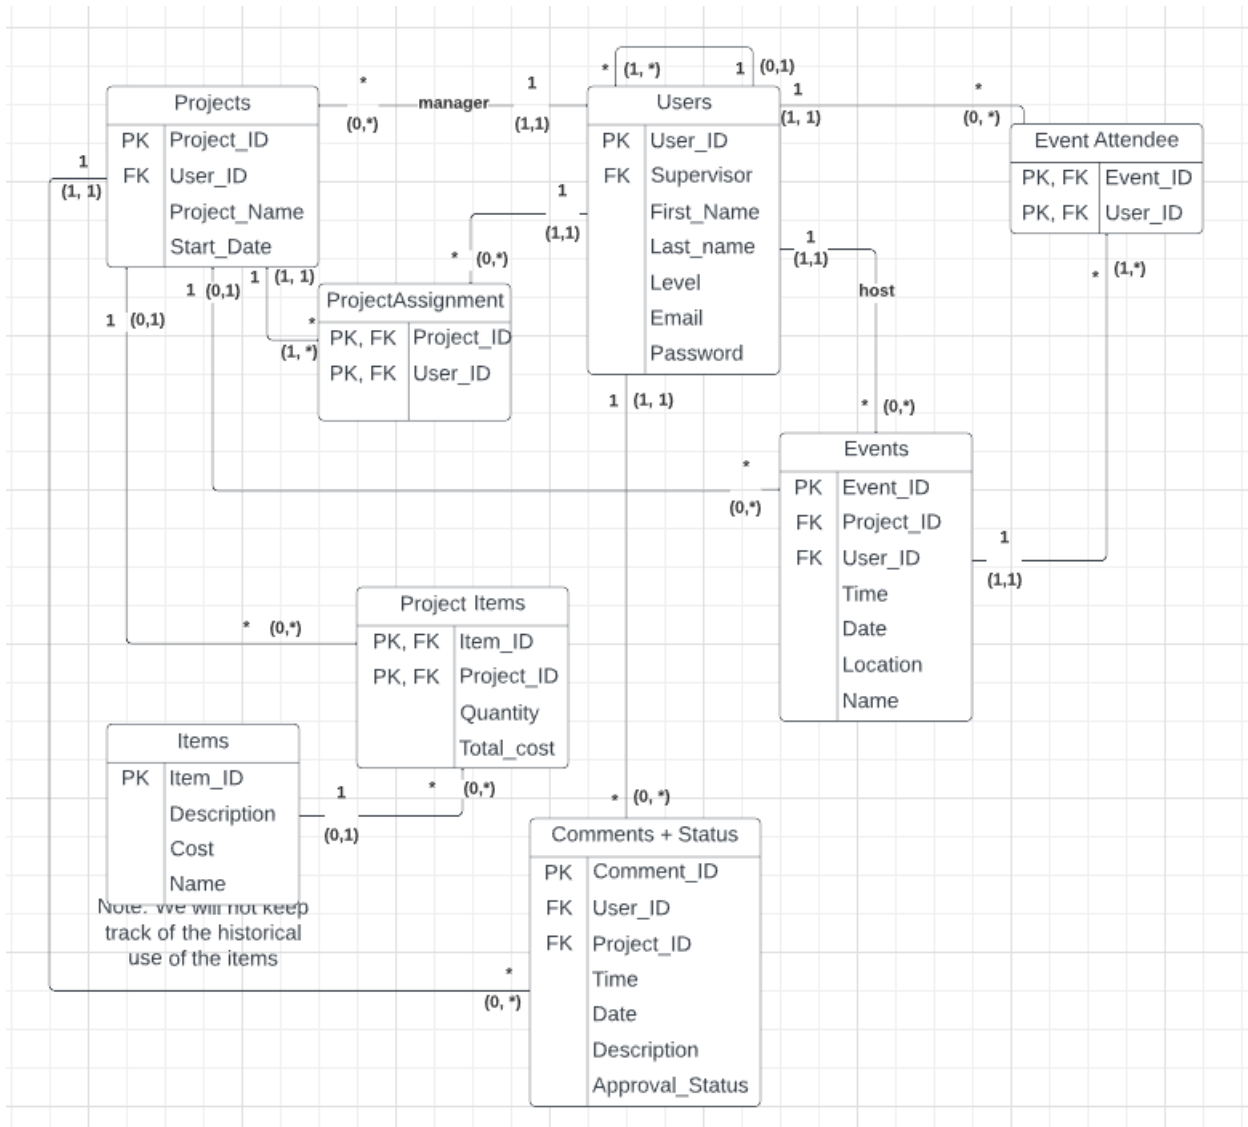 * (1, *) 1 (0,1)
Projects
PK Project_ID
FK User_ID
Project_Name
Start_Date
*
(0,*)
manager
1
(1,1)
Users
PK User_ID
FK Supervisor
First_Name
Last_name
Level
Email
Password
1
(1, 1)
*
(0, *)
Event Attendee
PK, FK Event_ID
PK, FK User_ID
1
(1, 1)
1
(1,1)
* (0,*)
1 (1, 1)
1 (0,1)
1 (0,1)
*
(1, *)
ProjectAssignment
PK, FK Project_ID
PK, FK User_ID
1
(1,1)
host
* (0,*)
* (1,*)
1 (1, 1)
Events
PK Event_ID
FK Project_ID
FK User_ID
Time
Date
Location
Name
*
(0,*)
1
(1,1)
* (0,*)
Project Items
PK, FK Item_ID
PK, FK Project_ID
Quantity
Total_cost
Items
PK Item_ID
Description
Cost
Name
1
(0,1)
* (0,*)
Note: We will not keep
track of the historical
use of the items
* (0, *)
Comments + Status
PK Comment_ID
FK User_ID
FK Project_ID
Time
Date
Description
Approval_Status
*
(0, *)